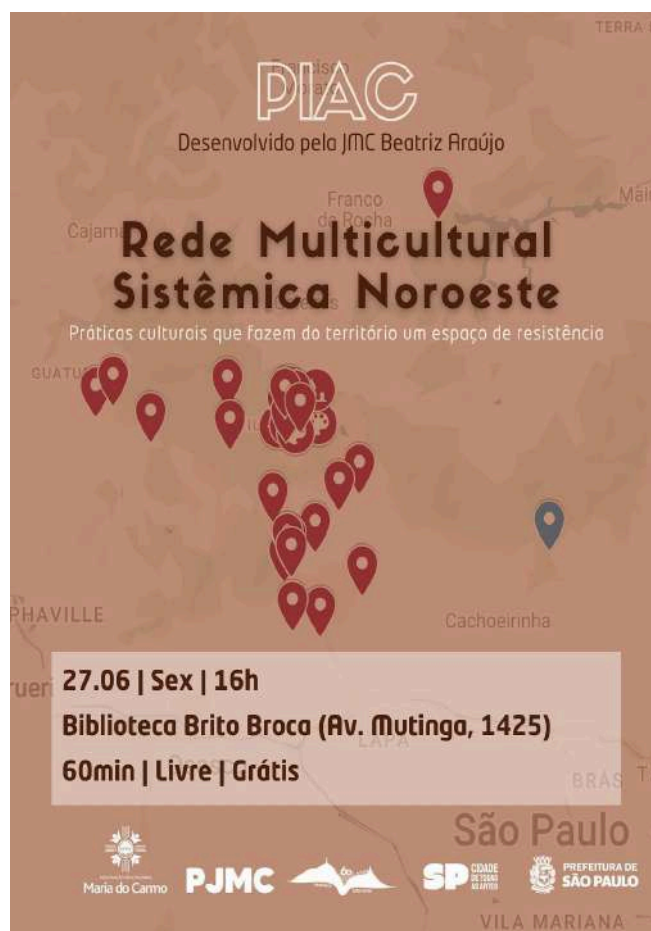 TERRA
PIAC
Desenvolvido pela JMC Beatriz Araújo
Franco
da Rocha
Rede Multicultural
Sistêmica Noroeste
Práticas culturais que fazem do território um espaço de resistência
Cachoeirinha
27.06 | Sex | 16h
Biblioteca Brito Broca (Av. Mutinga, 1425)
60min | Livre | Grátis
LAPA
BRÁS
São Paulo
Maria do Carmo
PJMC
SP CIDADE
DE TODAS
AS ARTES
PREFEITURA DE
SÃO PAULO
VILA MARIANA